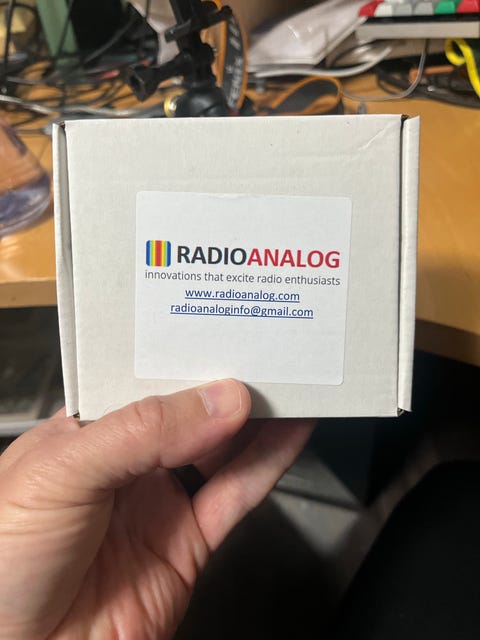 RADIOANALOG
innovations that excite radio enthusiasts
www.radioanalog.com
radioanaloginfo@gmail.com